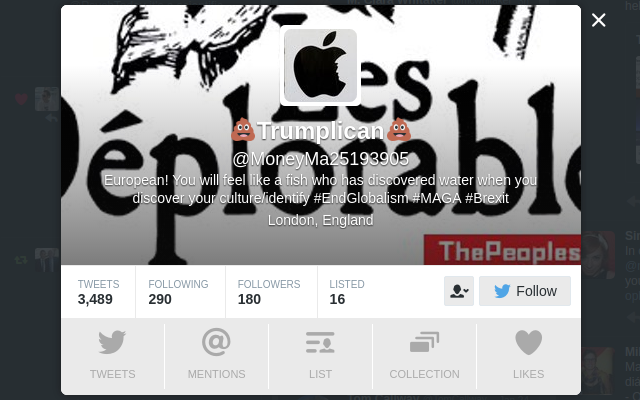 Les
Déplorable
💩Trumplican💩
@MoneyMa25193905
European! You will feel like a fish who has discovered water when you
discover your culture/identify #EndGlobalism #MAGA #Brexit
London, England
ThePeoples
TWEETS FOLLOWING FOLLOWERS LISTED
3,489 290 180 16
Follow
TWEETS MENTIONS LIST COLLECTION LIKES